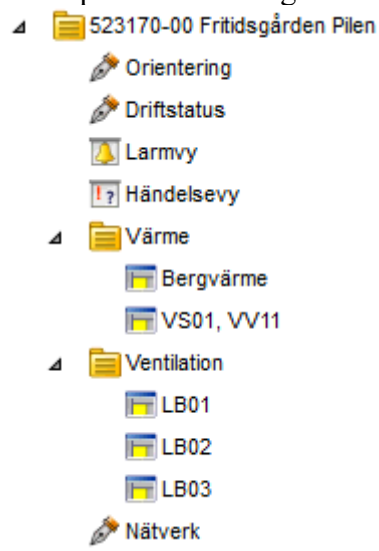 523170-00 Fritidsgården Pilen
Orientering
Driftstatus
Larmvy
Händelsevy
Värme
Bergvärme
VS01, VV11
Ventilation
LB01
LB02
LB03
Nätverk